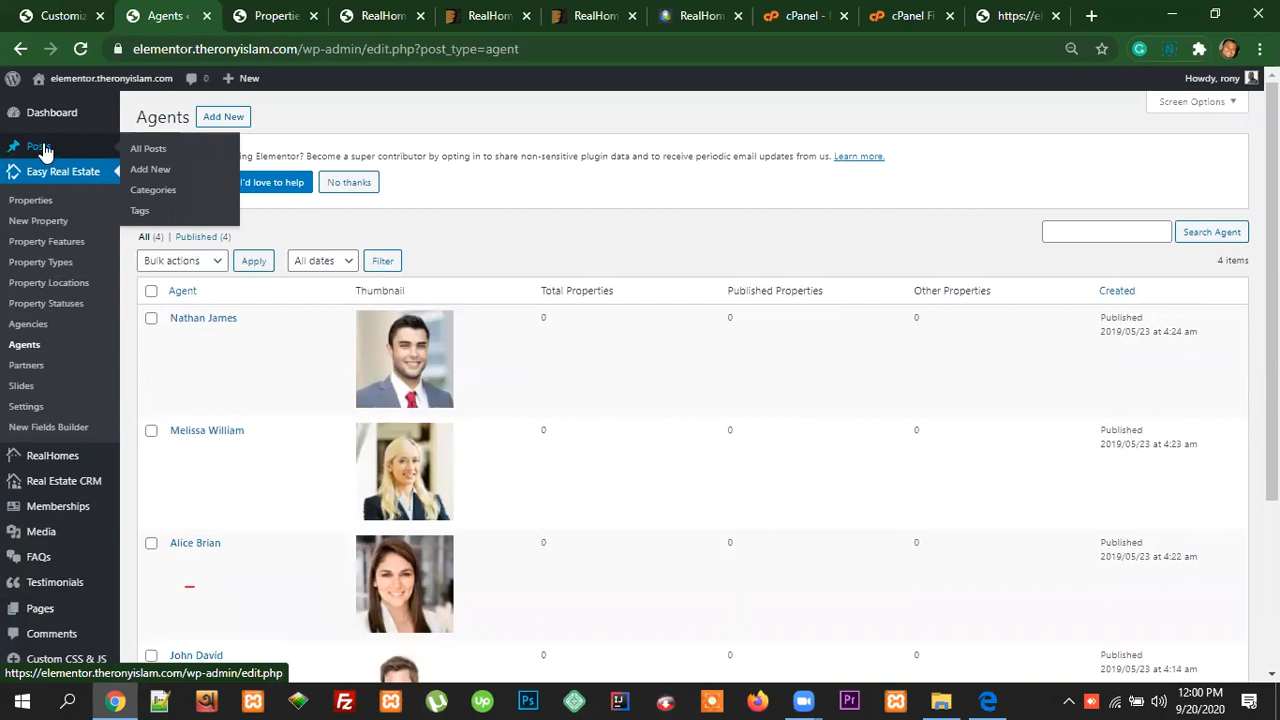 Customiz
Agents ‹
Propertie
RealHom
RealHom
RealHom
RealHom
cPanel - I
cPanel Fi
https://el
elementor.theronyislam.com/wp-admin/edit.php?post_type=agent
elementor.theronyislam.com
0
New
Howdy, rony
Dashboard
Posts
Easy Real Estate
Properties
New Property
Property Features
Property Types
Property Locations
Property Statuses
Agencies
Agents
Partners
Slides
Settings
New Fields Builder
RealHomes
Real Estate CRM
Memberships
Media
FAQs
Testimonials
Pages
Comments
Custom CSS & JS
All Posts
Add New
Categories
Tags
Agents
Add New
Screen Options
ing Elementor? Become a super contributor by opting in to share non-sensitive plugin data and to receive periodic email updates from us. Learn more.
I'd love to help
No thanks
All (4) | Published (4)
Search Agent
Bulk actions
Apply
All dates
Filter
4 items
Agent Thumbnail Total Properties Published Properties Other Properties Created
Nathan James 0 0 0 Published
2019/05/23 at 4:24 am
Melissa William 0 0 0 Published
2019/05/23 at 4:23 am
Alice Brian 0 0 0 Published
2019/05/23 at 4:22 am
John David 0 0 0 Published
2019/05/23 at 4:14 am
https://elementor.theronyislam.com/wp-admin/edit.php
12:00 PM
9/20/2020